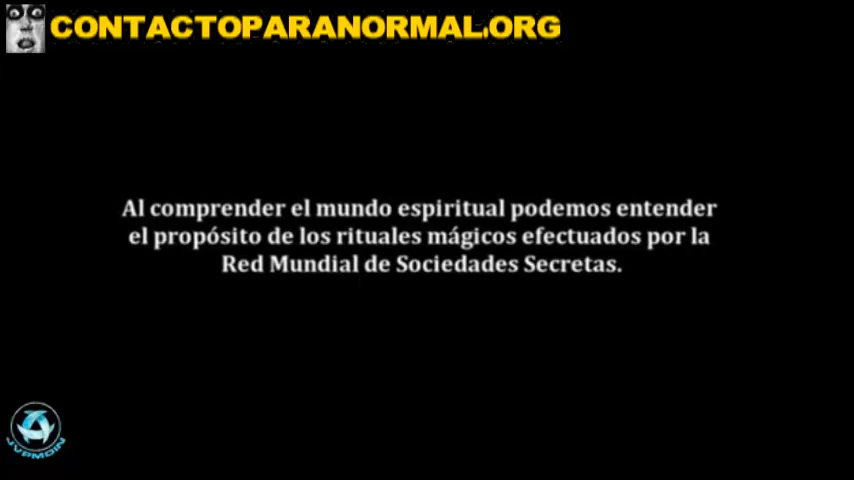 CONTACTOPARANORMAL.ORG
Al comprender el mundo espiritual podemos entender
el propósito de los rituales mágicos efectuados por la
Red Mundial de Sociedades Secretas.
JVPMOIN